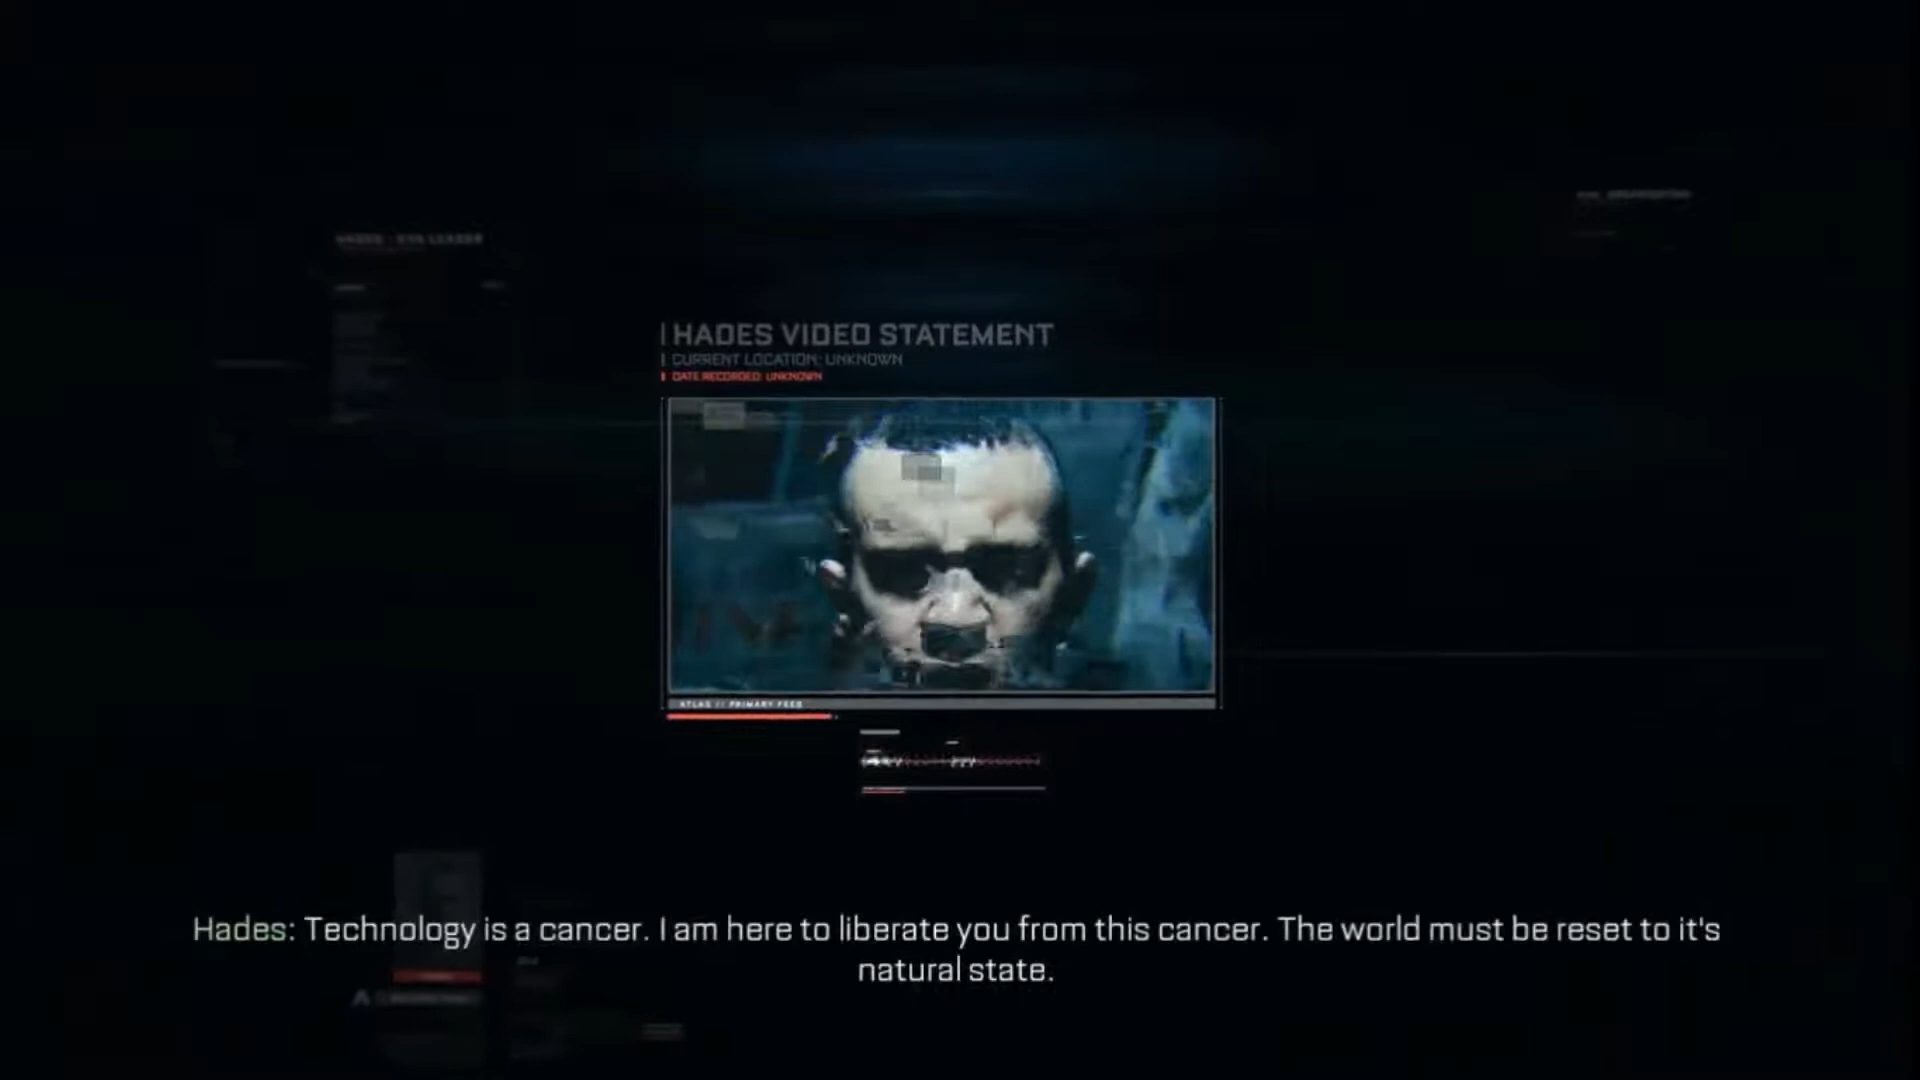 HADES VIDEO STATEMENT
CURRENT LOCATION: UNKNOWN
DATE RECORDED: UNKNOWN
ATLAS // PRIMARY FEED
Hades: Technology is a cancer. I am here to liberate you from this cancer. The world must be reset to it's
natural state.